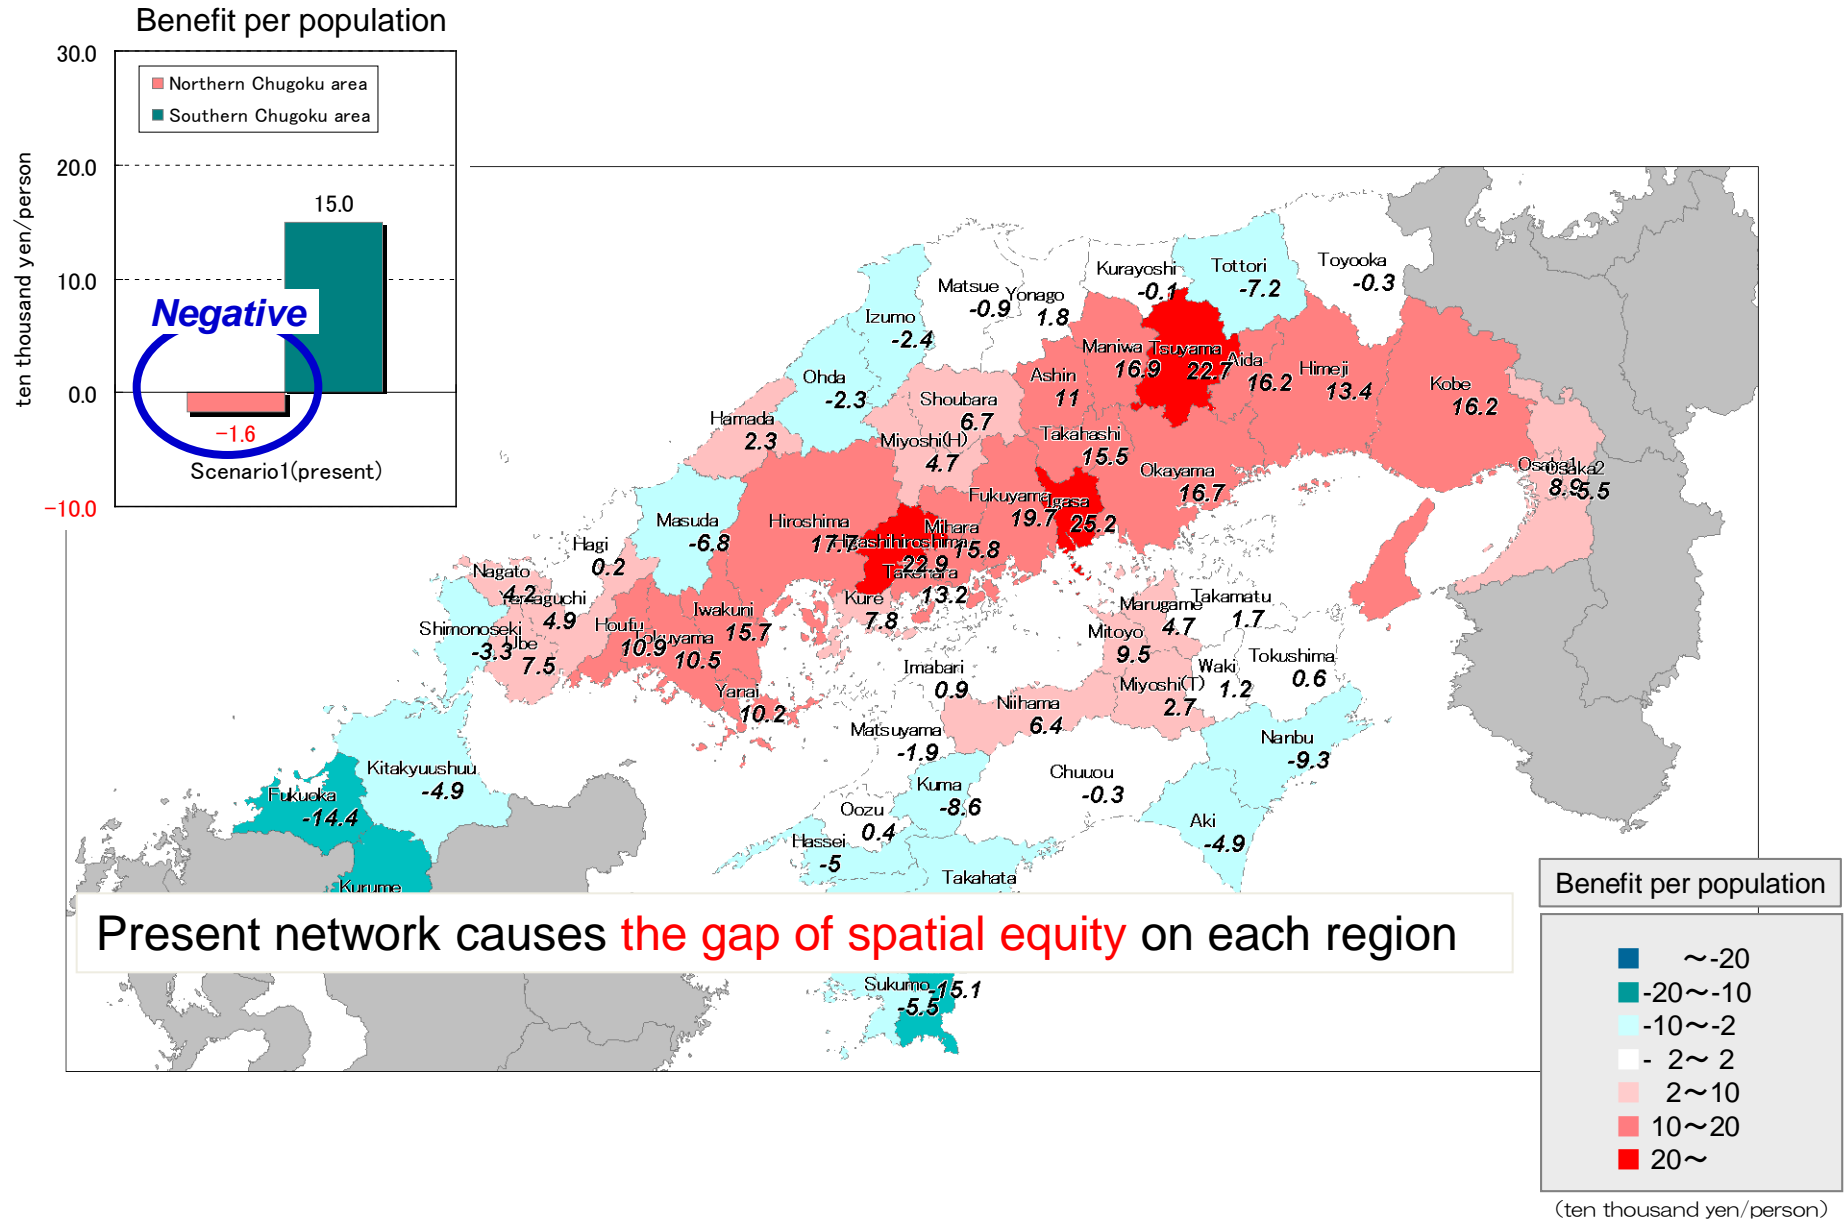 Benefit per population
30.0
20.0
10.0
0.0
-10.0
ten thousand yen/person
Northern Chugoku area
Southern Chugoku area
15.0
Negative
-1.6
Scenario1(present)
Toyooka
-0.3
Tottori
-7.2
Kurayoshi
-0.1
Matsue
-0.9
Yonago
1.8
Izumo
-2.4
Ohda
-2.3
Hamada
2.3
Masuda
-6.8
Maniwa
16.9
Tsuyama
22.7
Aida
16.2
Himeji
13.4
Kobe
16.2
Ashin
11
Shoubara
6.7
Miyoshi(H)
4.7
Takahashi
15.5
Okayama
16.7
Osaka1
8.9
Osaka2
5.5
Fukuyama
19.7
Igasa
25.2
Hiroshima
17.7
Mihara
15.8
Higashihiroshima
22.9
Takehara
13.2
Kure
7.8
Hagi
0.2
Nagato
4.2
Yamaguchi
4.9
Shimonoseki
-3.3
Ube
7.5
Houfu
10.9
Tokuyama
10.5
Iwakuni
15.7
Yanai
10.2
Marugame
4.7
Takamatu
1.7
Mitoyo
9.5
Waki
1.2
Tokushima
0.6
Miyoshi(T)
2.7
Imabari
0.9
Niihama
6.4
Matsuyama
-1.9
Nanbu
-9.3
Kuma
-8.6
Chuuou
-0.3
Aki
-4.9
Oozu
0.4
Hassei
-5
Takahata
Kitakyuushuu
-4.9
Fukuoka
-14.4
Kurume
Present network causes the gap of spatial equity on each region
Sukumo
-5.5
-15.1
Benefit per population
～-20
-20～-10
-10～-2
- 2～ 2
2～10
10～20
20～
(ten thousand yen/person)